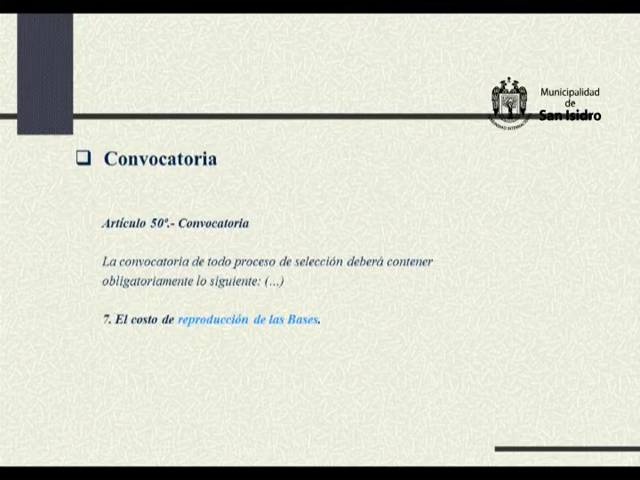 Municipalidad
de
San Isidro
Convocatoria
Artículo 50º.- Convocatoria
La convocatoria de todo proceso de selección deberá contener
obligatoriamente lo siguiente: (...)
7. El costo de reproducción de las Bases.